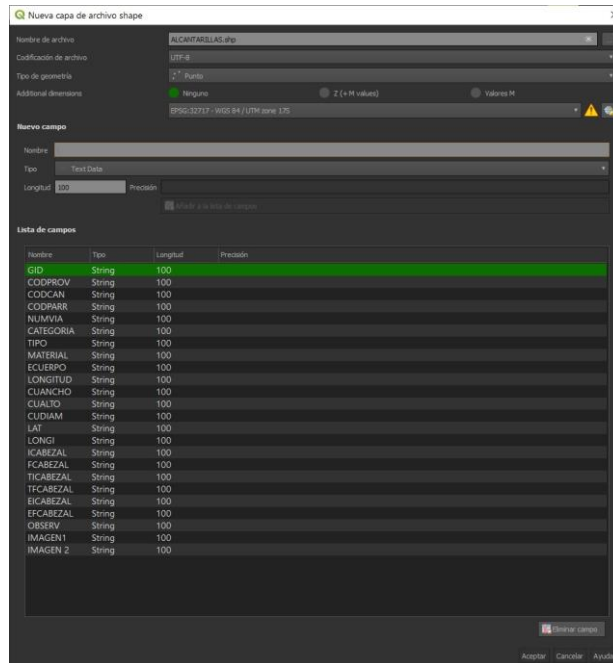 Nueva capa de archivo shape
Nombre de archivo ALCANTARILLAS.shp
Codificación de archivo UTF-8
Tipo de geometría Punto
Additional dimensions Ninguno Z (+ M values) Valores M
EPSG:32717 - WGS 84 / UTM zone 17S
Nuevo campo
Nombre
Tipo Text Data
Longitud 100 Precisión
Añadir a la lista de campos
Lista de campos
Nombre Tipo Longitud Precisión
GID String 100
CODPROV String 100
CODCAN String 100
CODPARR String 100
NUMVIA String 100
CATEGORIA String 100
TIPO String 100
MATERIAL String 100
ECUERPO String 100
LONGITUD String 100
CUANCHO String 100
CUALTO String 100
CUDIAM String 100
LAT String 100
LONGI String 100
ICABEZAL String 100
FCABEZAL String 100
TICABEZAL String 100
TFCABEZAL String 100
EICABEZAL String 100
EFCABEZAL String 100
OBSERV String 100
IMAGEN1 String 100
IMAGEN 2 String 100
Eliminar campo
Aceptar Cancelar Ayuda